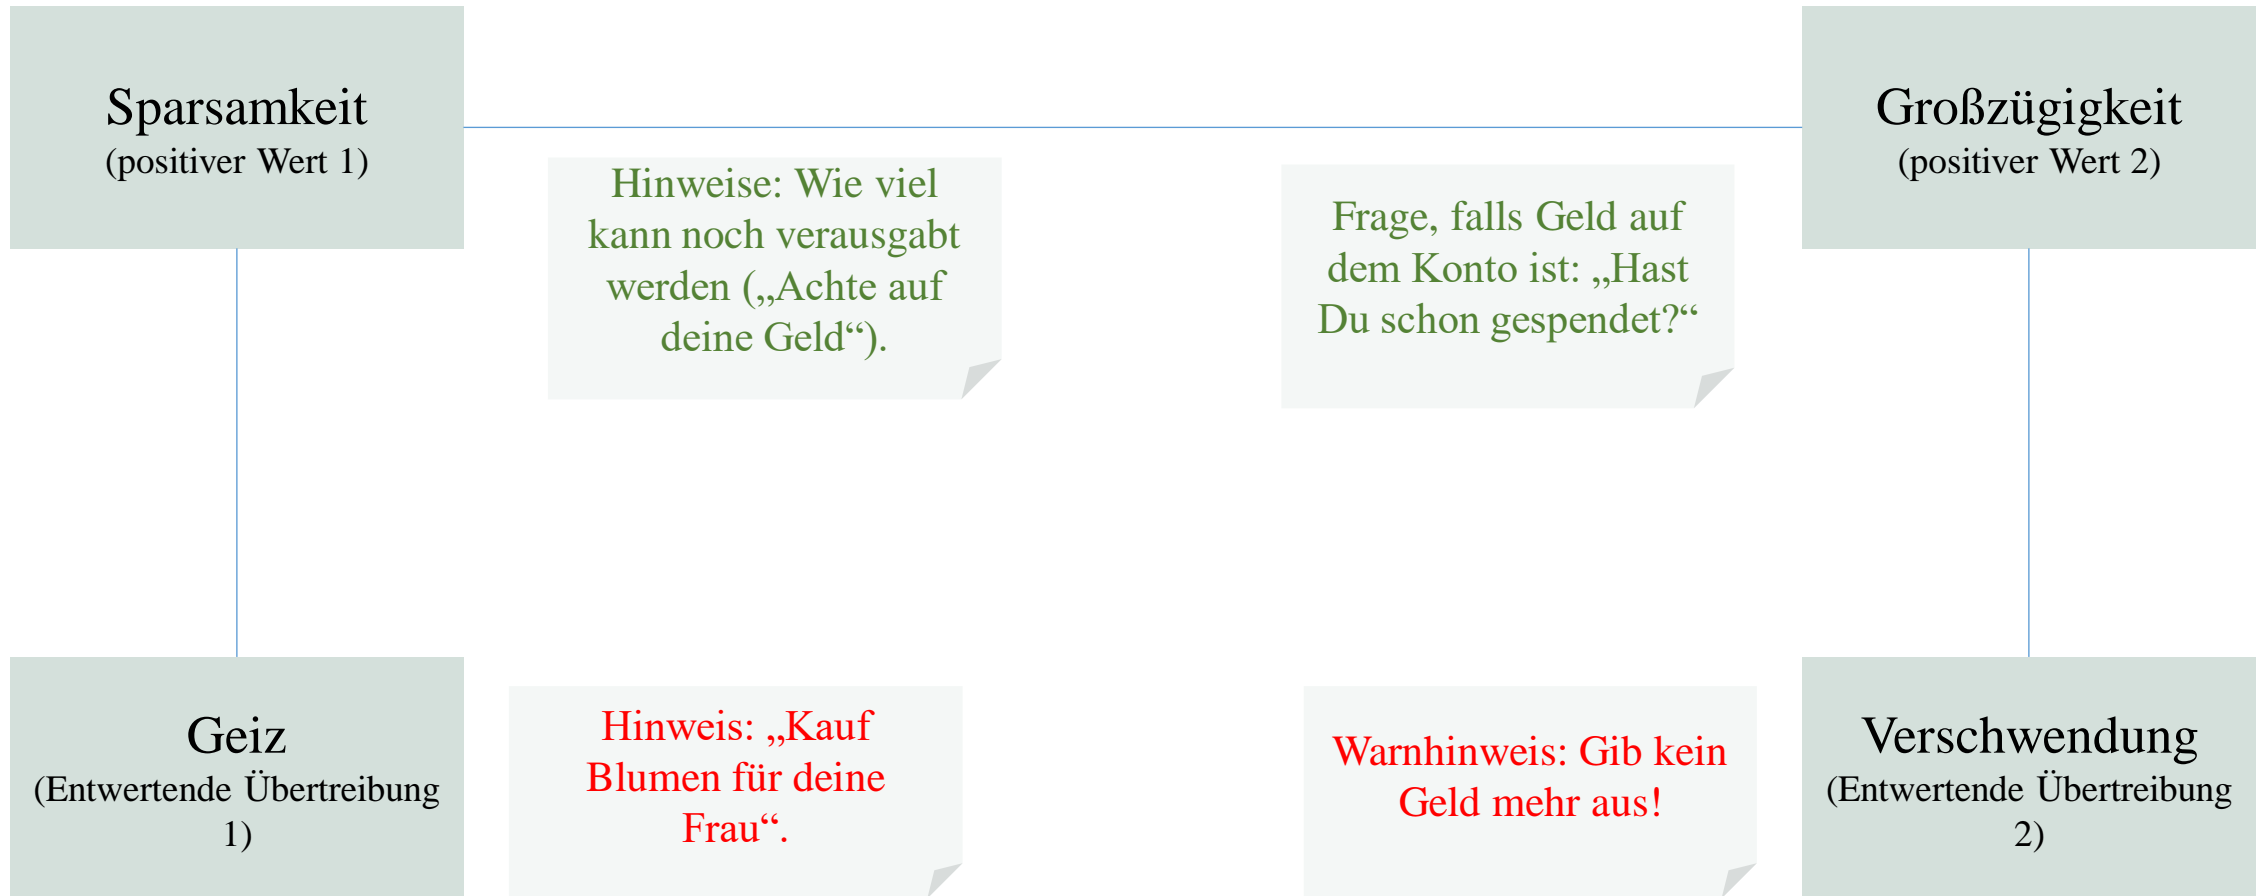 Sparsamkeit
(positiver Wert 1)
Großzügigkeit
(positiver Wert 2)
Hinweise: Wie viel
kann noch verausgabt
werden („Achte auf
deine Geld“).
Frage, falls Geld auf
dem Konto ist: „Hast
Du schon gespendet?“
Geiz
(Entwertende Übertreibung
1)
Hinweis: „Kauf
Blumen für deine
Frau“.
Warnhinweis: Gib kein
Geld mehr aus!
Verschwendung
(Entwertende Übertreibung
2)